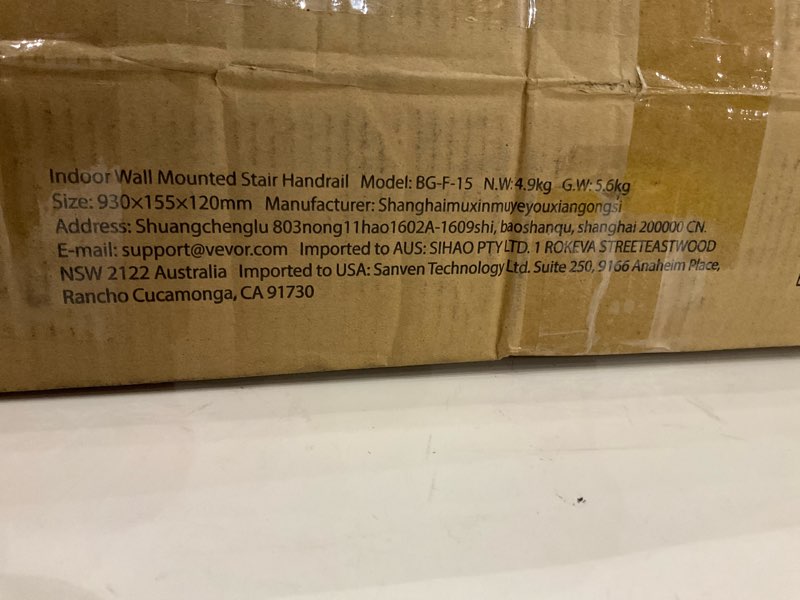 Indoor Wall Mounted Stair Handrail Model: BG-F-15 N.W: 4.9kg G.W: 5.6kg
Size: 930×155×120mm Manufacturer: Shanghaimuxinmuyeyouxiangongsi
Address: Shuangchenglu 803nong11hao1602A-1609shi, baoshanqu, shanghai 200000 CN.
E-mail: support@vevor.com Imported to AUS: SIHAO PTY LTD. 1 ROKEVA STREETEASTWOOD
NSW 2122 Australia Imported to USA: Sanven Technology Ltd. Suite 250, 9166 Anaheim Place,
Rancho Cucamonga, CA 91730